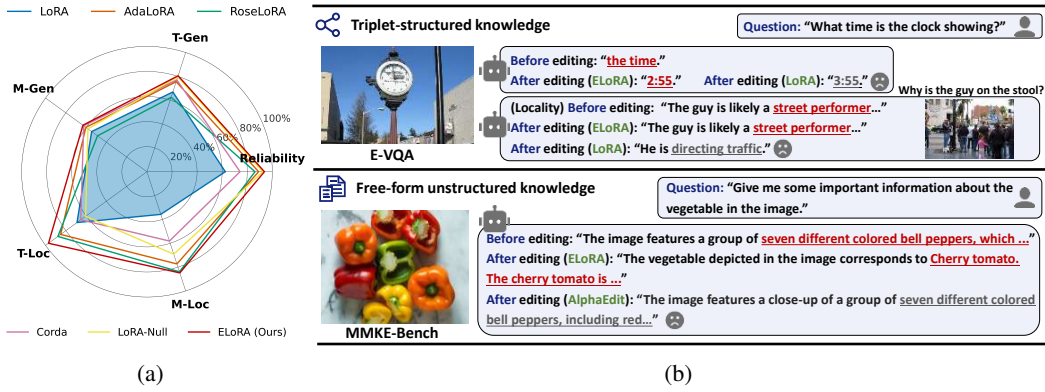 LoRA AdaLoRA RoseLoRA
T-Gen
M-Gen
100%
80%
60%
40%
20%
Reliability
T-Loc
M-Loc
Corda LoRA-Null ELoRA (Ours)
(a)
Triplet-structured knowledge
Question: “What time is the clock showing?”
Before editing: “the time.”
After editing (ELoRA): “2:55.” After editing (LoRA): “3:55.”
Why is the guy on the stool?
(Locality) Before editing: “The guy is likely a street performer…”
After editing (ELoRA): “The guy is likely a street performer…”
After editing (LoRA): “He is directing traffic.”
E-VQA
Free-form unstructured knowledge
Question: “Give me some important information about the
vegetable in the image.”
Before editing: “The image features a group of seven different colored bell peppers, which ...”
After editing (ELoRA): “The vegetable depicted in the image corresponds to Cherry tomato.
The cherry tomato is ...”
After editing (AlphaEdit): “The image features a close-up of a group of seven different colored
bell peppers, including red…”
MMKE-Bench
(b)